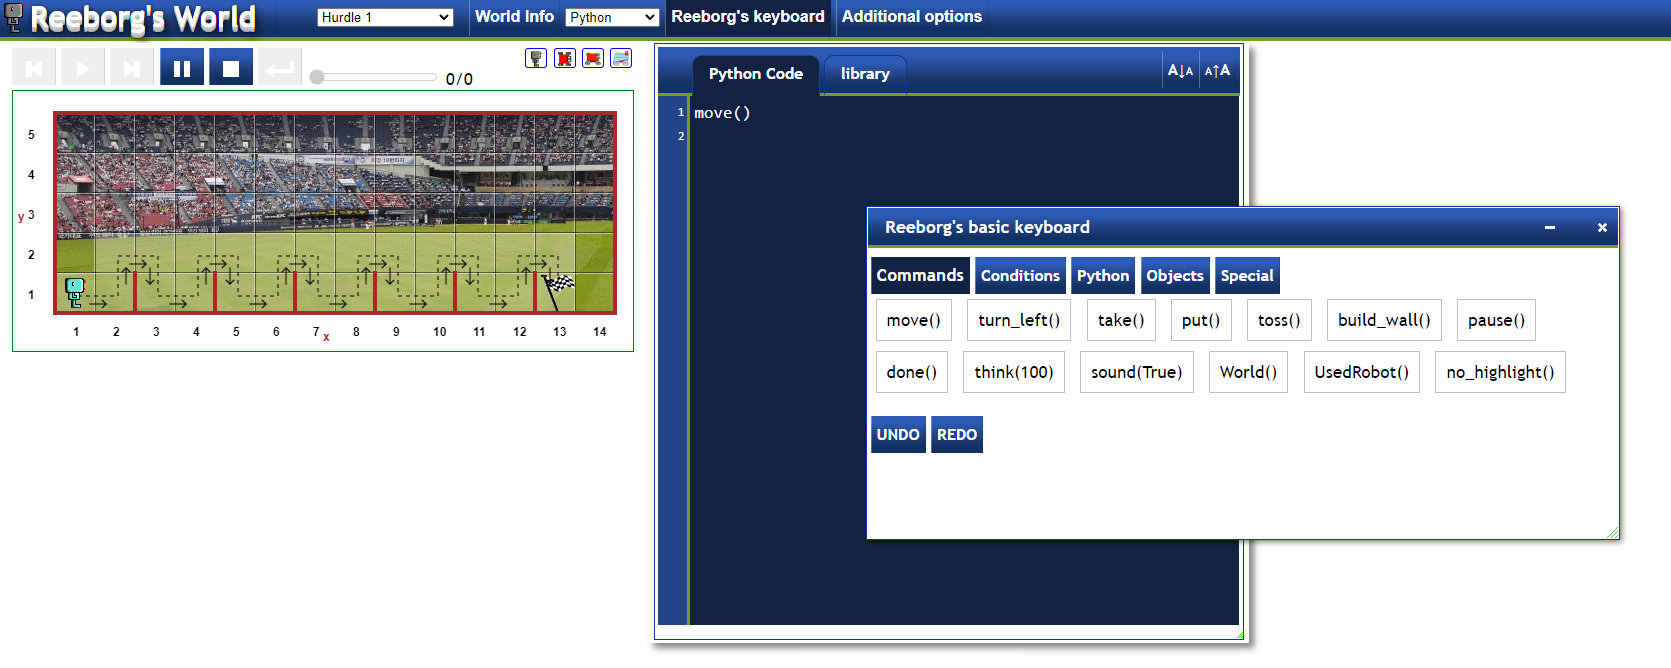 Reeborg's World
Hurdle 1
World Info
Python
Reeborg's keyboard
Additional options
0/0
5
4
y 3
2
1
1 2 3 4 5 6 7 8 9 10 11 12 13 14
x
Python Code
library
A↓A
A↑A
1 move()
2
Reeborg's basic keyboard
Commands Conditions Python Objects Special
move() turn_left() take() put() toss() build_wall() pause()
done() think(100) sound(True) World() UsedRobot() no_highlight()
UNDO REDO